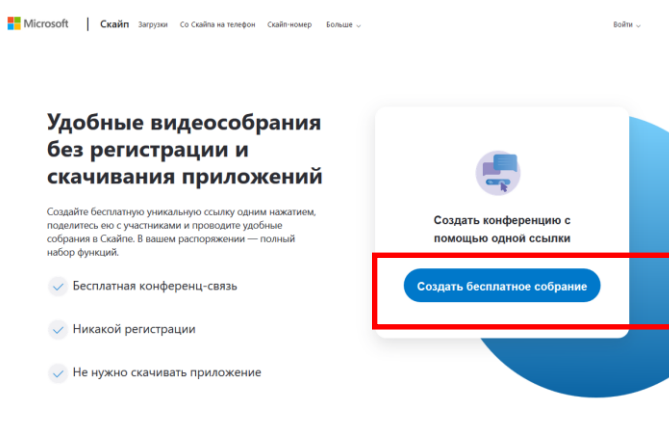 Microsoft | Скайп Загрузки Со Скайпа на телефон Скайп-номер Больше Войти
Удобные видеособрания
без регистрации и
скачивания приложений
Создайте бесплатную уникальную ссылку одним нажатием,
поделитесь ею с участниками и проводите удобные
собрания в Скайпе. В вашем распоряжении — полный
набор функций.
Бесплатная конференц-связь
Никакой регистрации
Не нужно скачивать приложение
Создать конференцию с
помощью одной ссылки
Создать бесплатное собрание